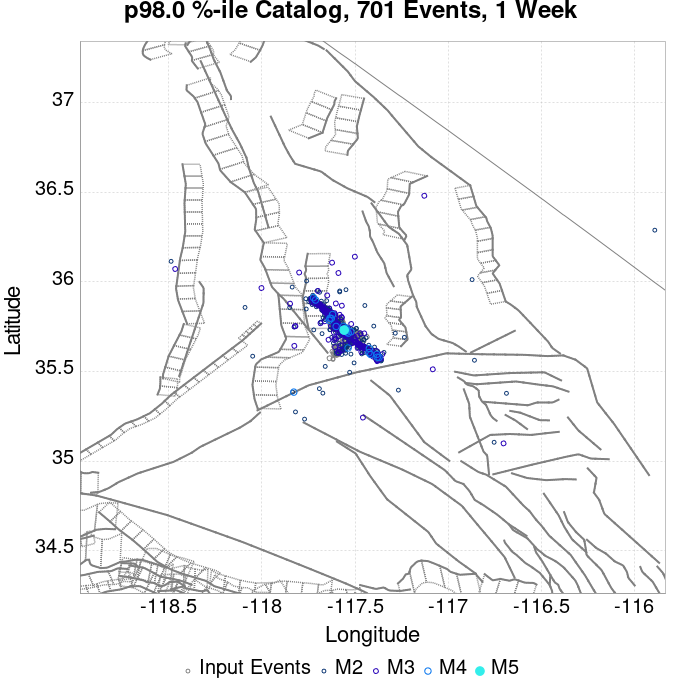 p98.0 %-ile Catalog, 701 Events, 1 Week
Latitude
37
36.5
36
35.5
35
34.5
-118.5 -118 -117.5 -117 -116.5 -116
Longitude
Input Events M2 M3 M4 M5